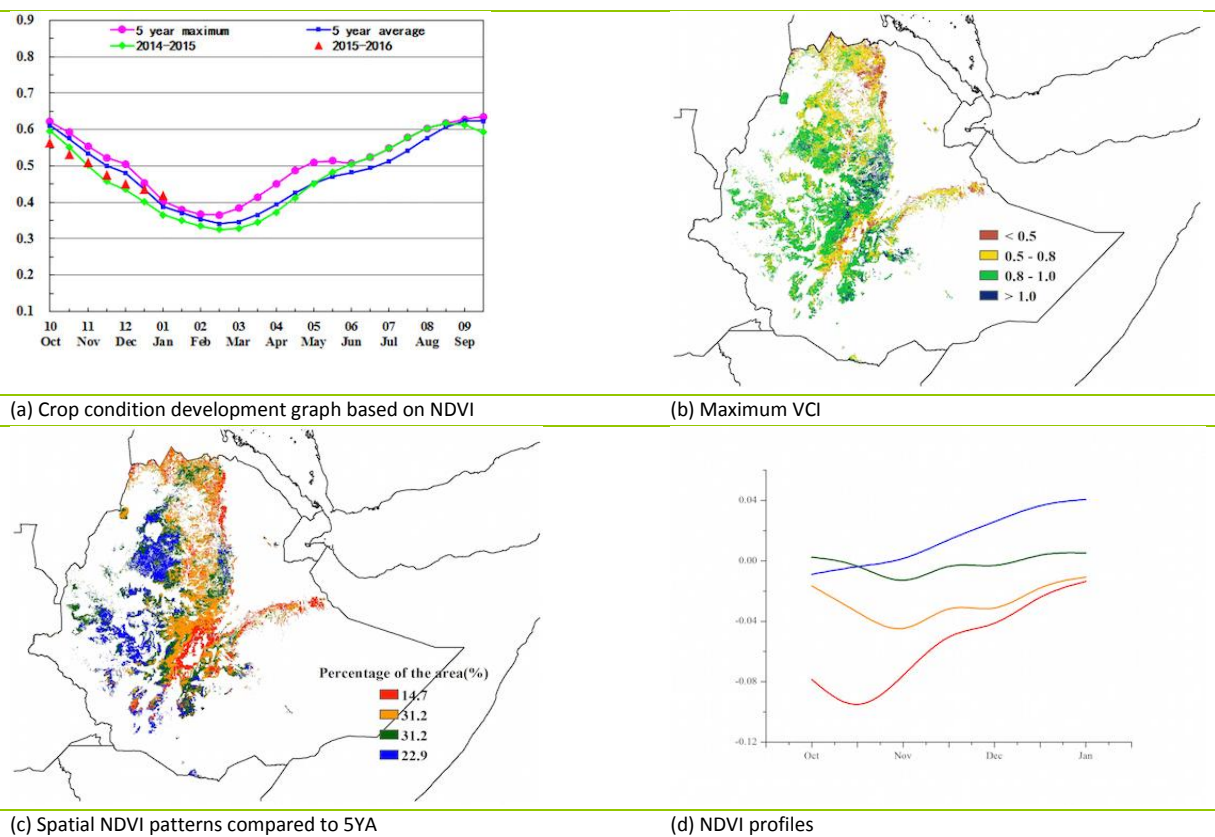 0.9
0.8
0.7
0.6
0.5
0.4
0.3
0.2
0.1
5 year maximum 5 year average
2014-2015 2015-2016
10 11 12 01 02 03 04 05 06 07 08 09
Oct Nov Dec Jan Feb Mar Apr May Jun Jul Aug Sep
< 0.5
0.5 - 0.8
0.8 - 1.0
> 1.0
(a) Crop condition development graph based on NDVI (b) Maximum VCI
Percentage of the area(%)
14.7
31.2
31.2
22.9
0.04
0.00
-0.04
-0.08
-0.12
Oct Nov Dec Jan
(c) Spatial NDVI patterns compared to 5YA (d) NDVI profiles